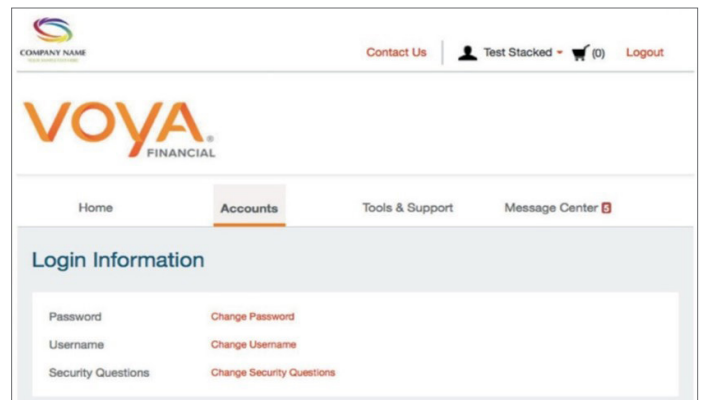 COMPANY NAME
Contact Us Test Stacked (0) Logout
VOYA
FINANCIAL
Home Accounts Tools & Support Message Center 5
Login Information
Password Change Password
Username Change Username
Security Questions Change Security Questions